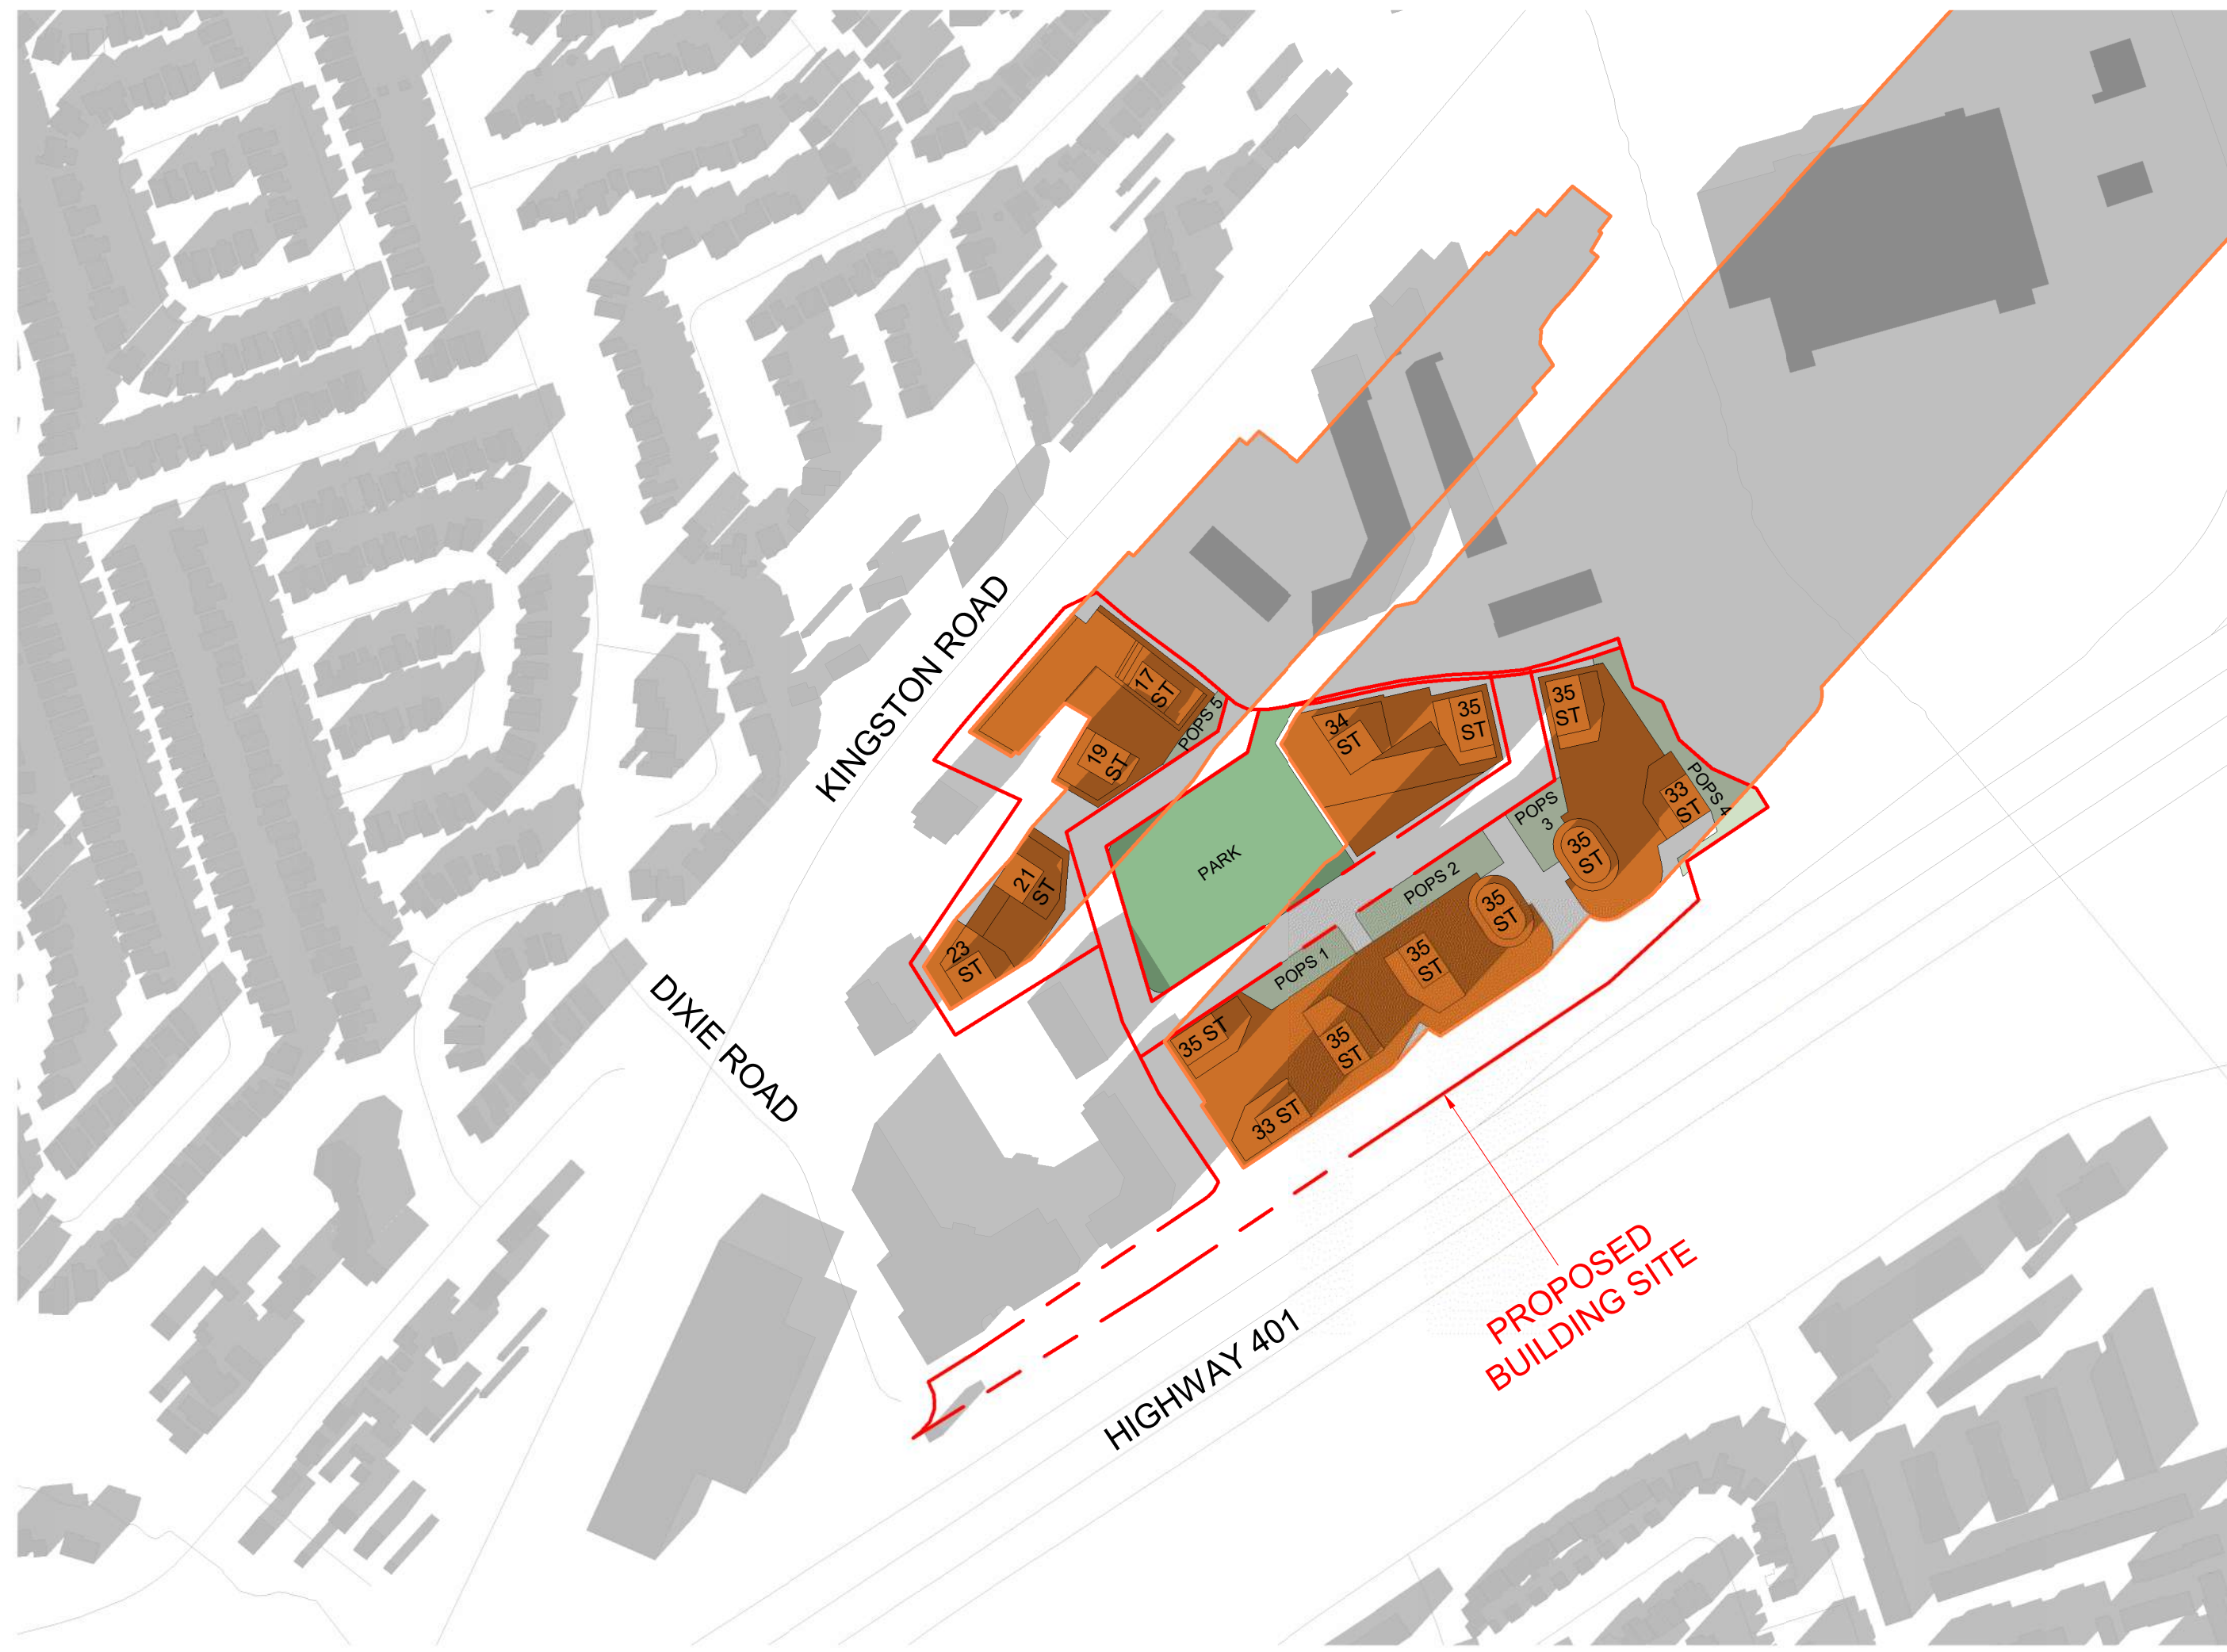 KINGSTON ROAD
DIXIE ROAD
HIGHWAY 401
PROPOSED
BUILDING SITE
17
ST
19
ST
POPS 5
21
ST
23
ST
PARK
34
ST
35
ST
35
ST
33
ST
POPS 4
35
ST
POPS
3
POPS 2
35
ST
35
ST
POPS 1
35 ST
35
ST
33 ST